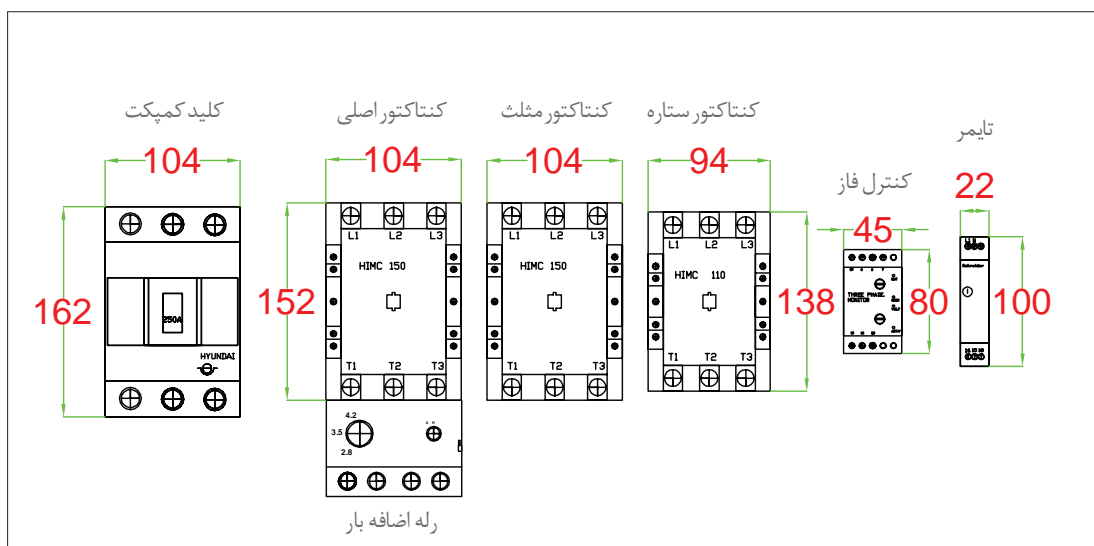 کلید کمپکت
104
162
250A
HYUNDAI
کنتاکتور اصلی
104
152
L1 L2 L3
HIMC 150
T1 T2 T3
4.2
3.5
2.8
رله اضافه بار
کنتاکتور مثلث
104
L1 L2 L3
HIMC 150
T1 T2 T3
کنتاکتور ستاره
94
138
L1 L2 L3
HIMC 110
T1 T2 T3
کنترل فاز
45
80
THREE PHASE
MONITOR
تایمر
22
100
Schneider